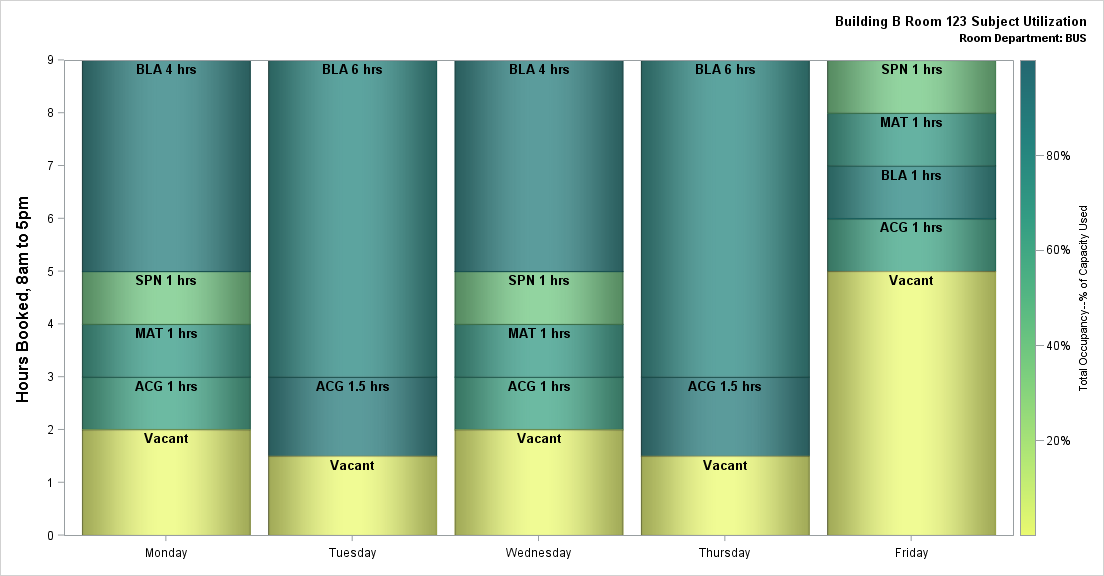 Building B Room 123 Subject Utilization
Room Department: BUS
Hours Booked, 8am to 5pm
9
8
7
6
5
4
3
2
1
0
BLA 4 hrs
SPN 1 hrs
MAT 1 hrs
ACG 1 hrs
Vacant
Monday
BLA 6 hrs
ACG 1.5 hrs
Vacant
Tuesday
BLA 4 hrs
SPN 1 hrs
MAT 1 hrs
ACG 1 hrs
Vacant
Wednesday
BLA 6 hrs
ACG 1.5 hrs
Vacant
Thursday
SPN 1 hrs
MAT 1 hrs
BLA 1 hrs
ACG 1 hrs
Vacant
Friday
80%
60%
40%
20%
Total Occupancy--% of Capacity Used